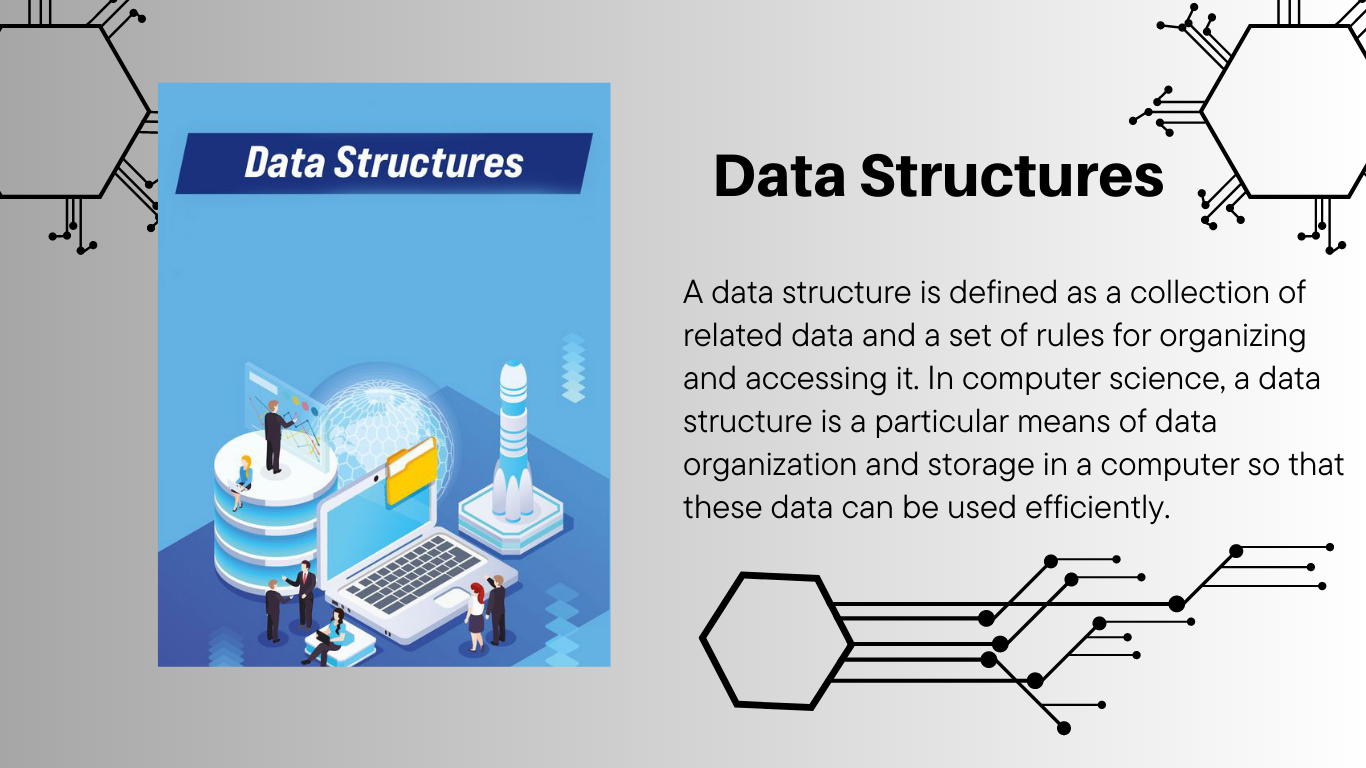 Data Structures
Data Structures
A data structure is defined as a collection of
related data and a set of rules for organizing
and accessing it. In computer science, a data
structure is a particular means of data
organization and storage in a computer so that
these data can be used efficiently.